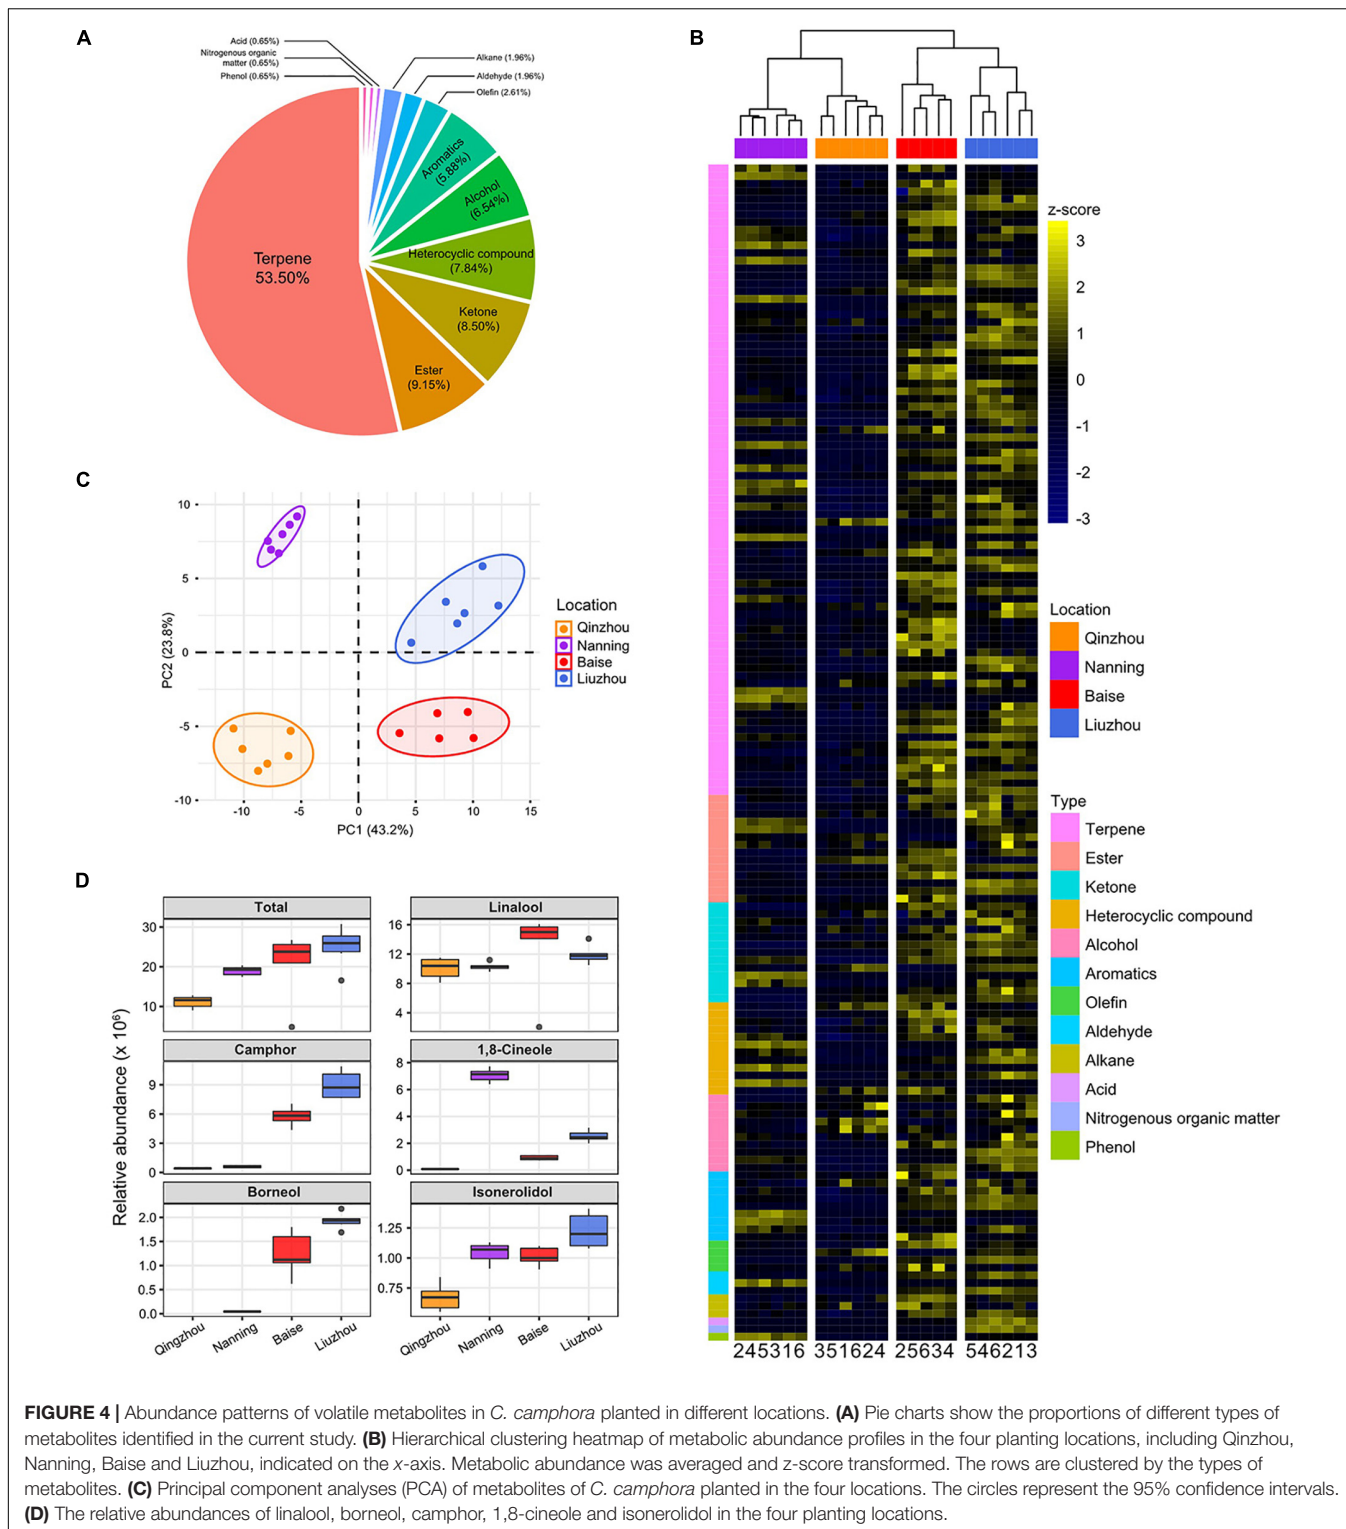 A
Acid (0.65%)
Nitrogenous organic
matter (0.65%)
Phenol (0.65%)
Alkane (1.96%)
Aldehyde (1.96%)
Olefin (2.61%)
Aromatics
(5.88%)
Alcohol
(6.54%)
Heterocyclic compound
(7.84%)
Ketone
(8.50%)
Ester
(9.15%)
Terpene
53.50%
B
z-score
3
2
1
0
-1
-2
-3
Location
Qinzhou
Nanning
Baise
Liuzhou
Type
Terpene
Ester
Ketone
Heterocyclic compound
Alcohol
Aromatics
Olefin
Aldehyde
Alkane
Acid
Nitrogenous organic matter
Phenol
245316 351624 25634 546213
C
PC2 (23.8%)
10
5
0
-5
-10
-10 -5 0 5 10 15
PC1 (43.2%)
Location
Qinzhou
Nanning
Baise
Liuzhou
D
Relative abundance (x 10⁶)
Total
30
20
10
Linalool
16
12
8
4
Camphor
9
6
3
0
1,8-Cineole
8
6
4
2
0
Borneol
2.0
1.5
1.0
0.5
0.0
Isonerolidol
1.25
1.00
0.75
Qingzhou Nanning Baise Liuzhou
Qingzhou Nanning Baise Liuzhou
FIGURE 4 | Abundance patterns of volatile metabolites in C. camphora planted in different locations. (A) Pie charts show the proportions of different types of
metabolites identified in the current study. (B) Hierarchical clustering heatmap of metabolic abundance profiles in the four planting locations, including Qinzhou,
Nanning, Baise and Liuzhou, indicated on the x-axis. Metabolic abundance was averaged and z-score transformed. The rows are clustered by the types of
metabolites. (C) Principal component analyses (PCA) of metabolites of C. camphora planted in the four locations. The circles represent the 95% confidence intervals.
(D) The relative abundances of linalool, borneol, camphor, 1,8-cineole and isonerolidol in the four planting locations.